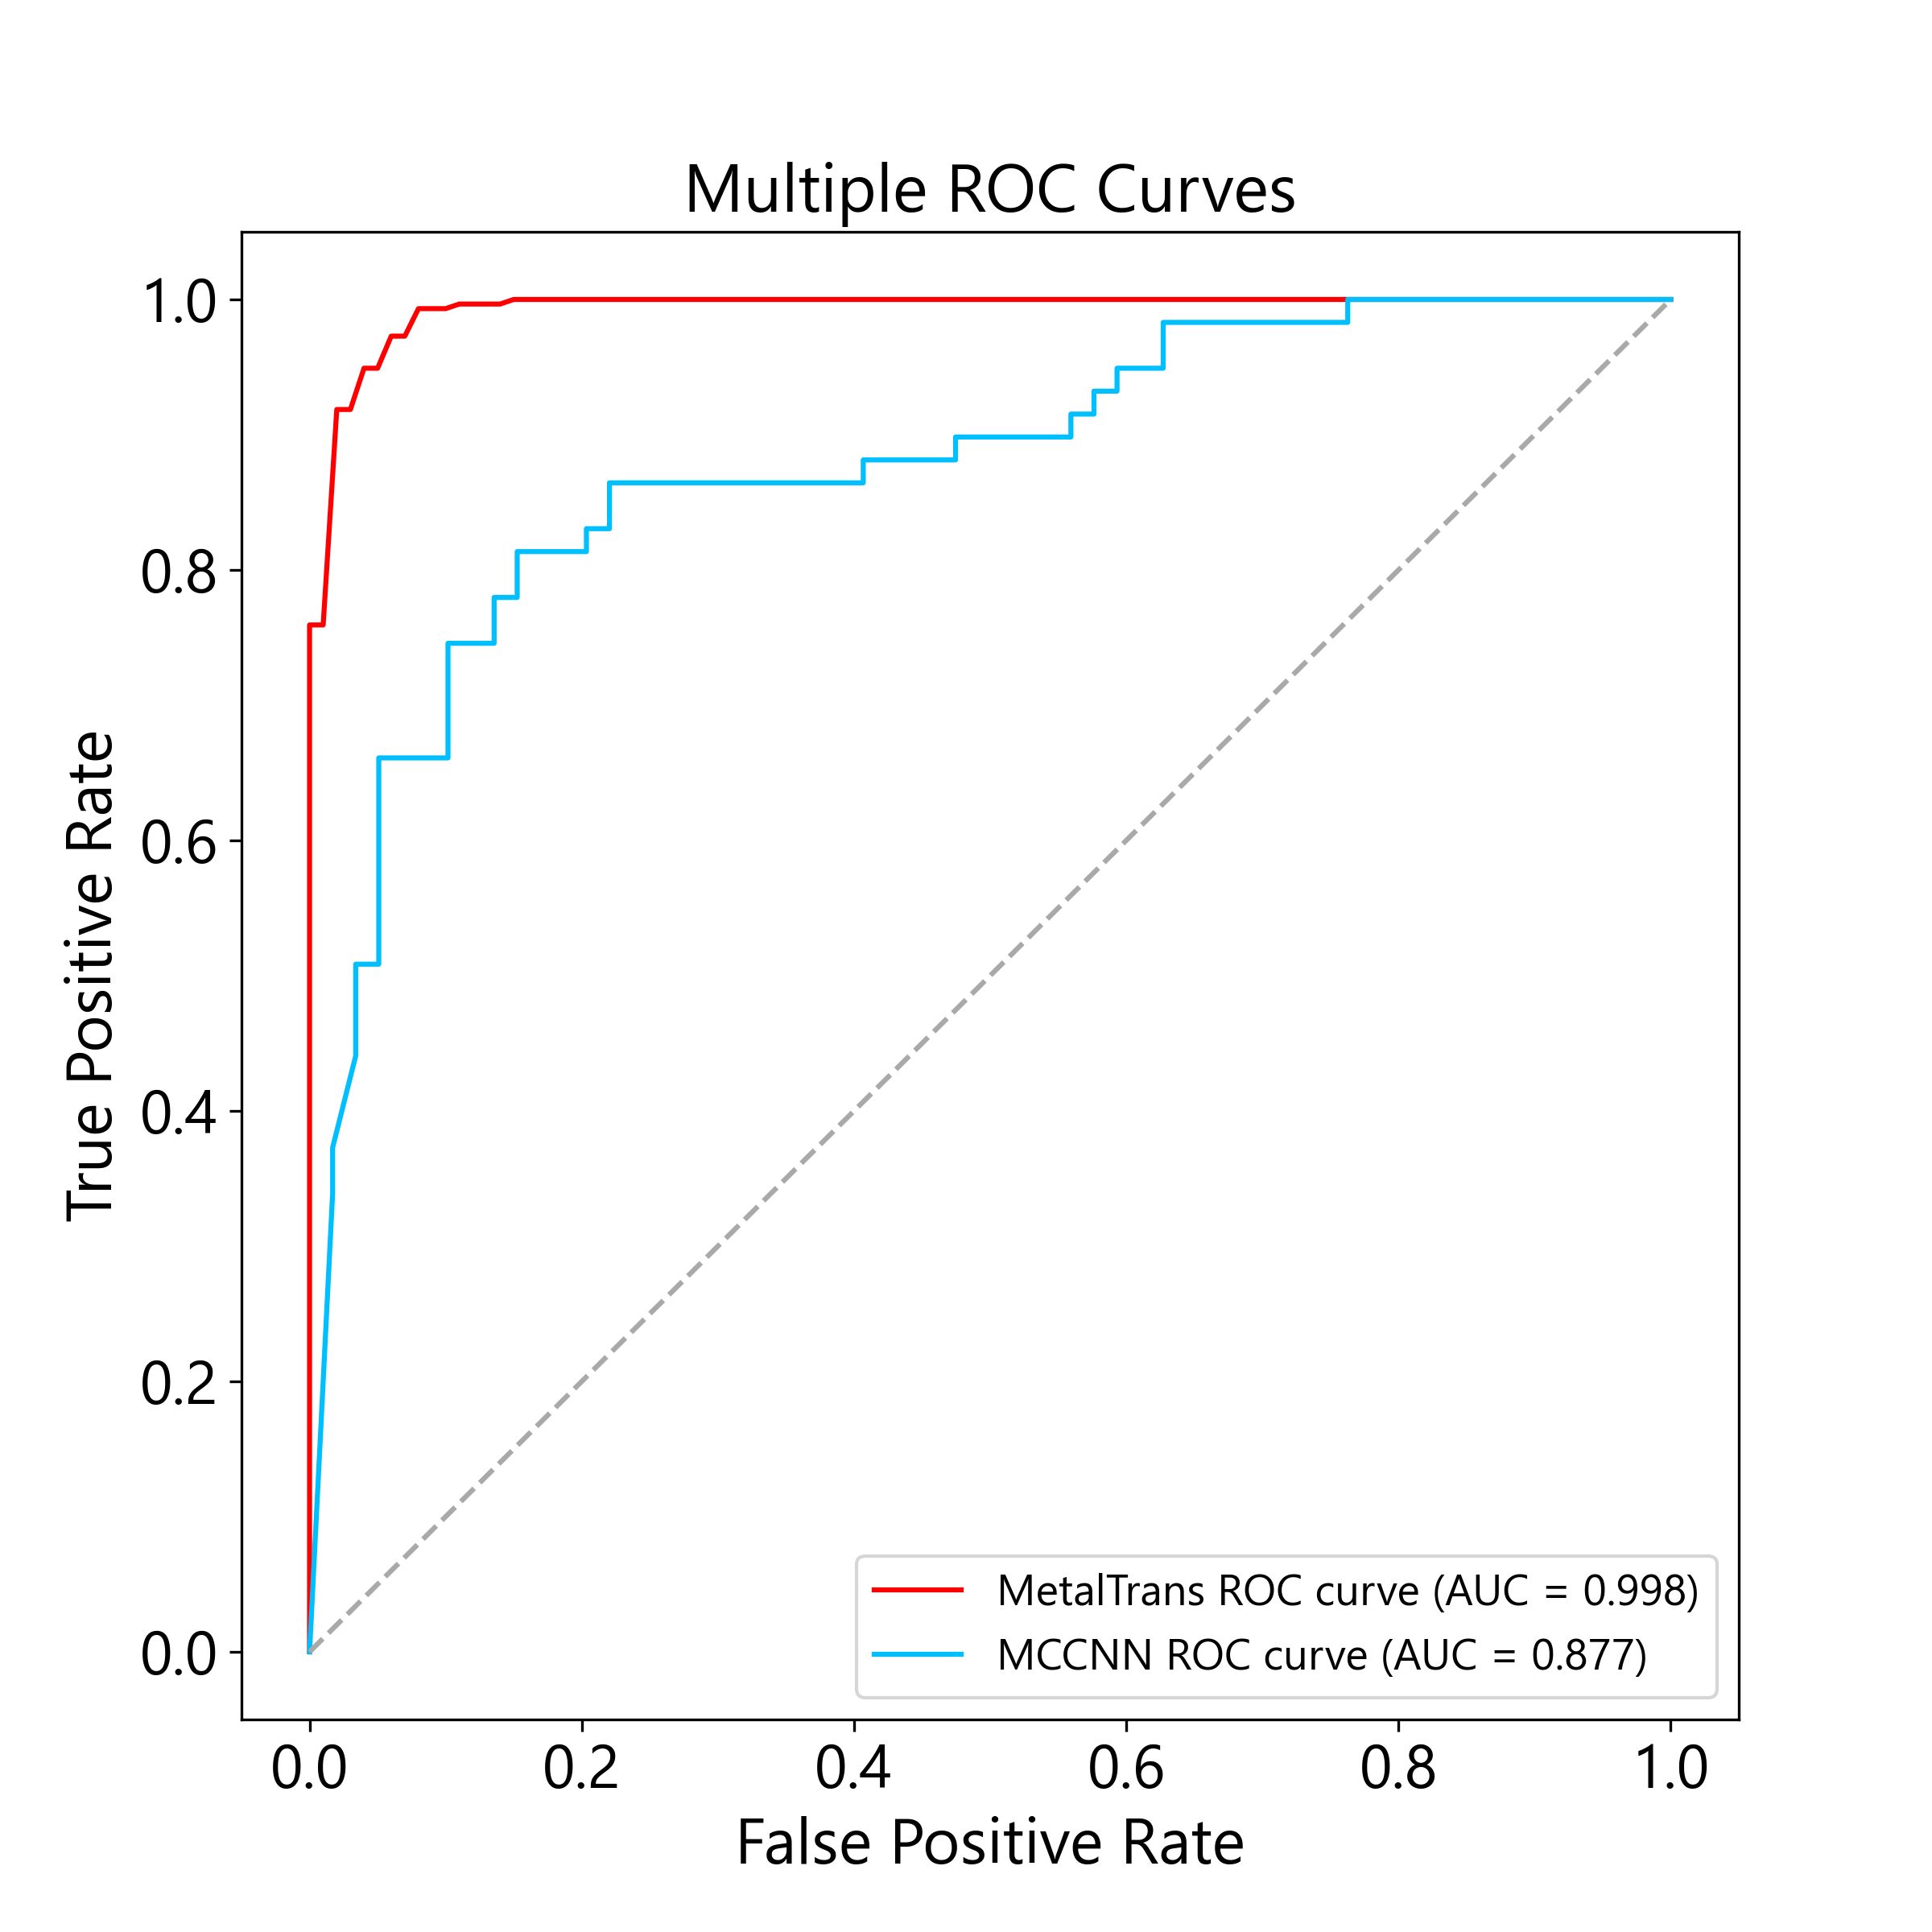 Multiple ROC Curves
1.0
0.8
0.6
0.4
0.2
0.0
True Positive Rate
MetalTrans ROC curve (AUC = 0.998)
MCCNN ROC curve (AUC = 0.877)
0.0 0.2 0.4 0.6 0.8 1.0
False Positive Rate